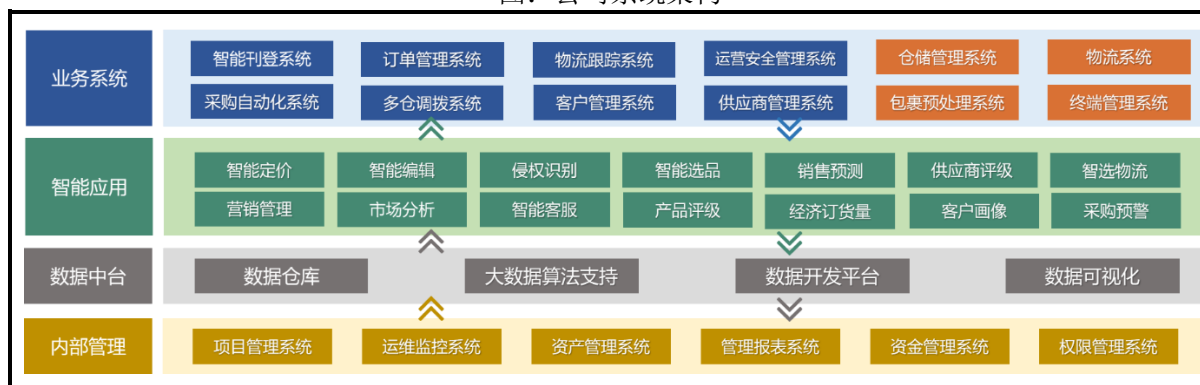 业务系统
智能刊登系统 订单管理系统 物流跟踪系统 运营安全管理系统 仓储管理系统 物流系统
采购自动化系统 多仓调拨系统 客户管理系统 供应商管理系统 包裹预处理系统 终端管理系统
智能应用
智能定价 智能编辑 侵权识别 智能选品 销售预测 供应商评级 智选物流
营销管理 市场分析 智能客服 产品评级 经济订货量 客户画像 采购预警
数据中台
数据仓库 大数据算法支持 数据开发平台 数据可视化
内部管理
项目管理系统 运维监控系统 资产管理系统 管理报表系统 资金管理系统 权限管理系统